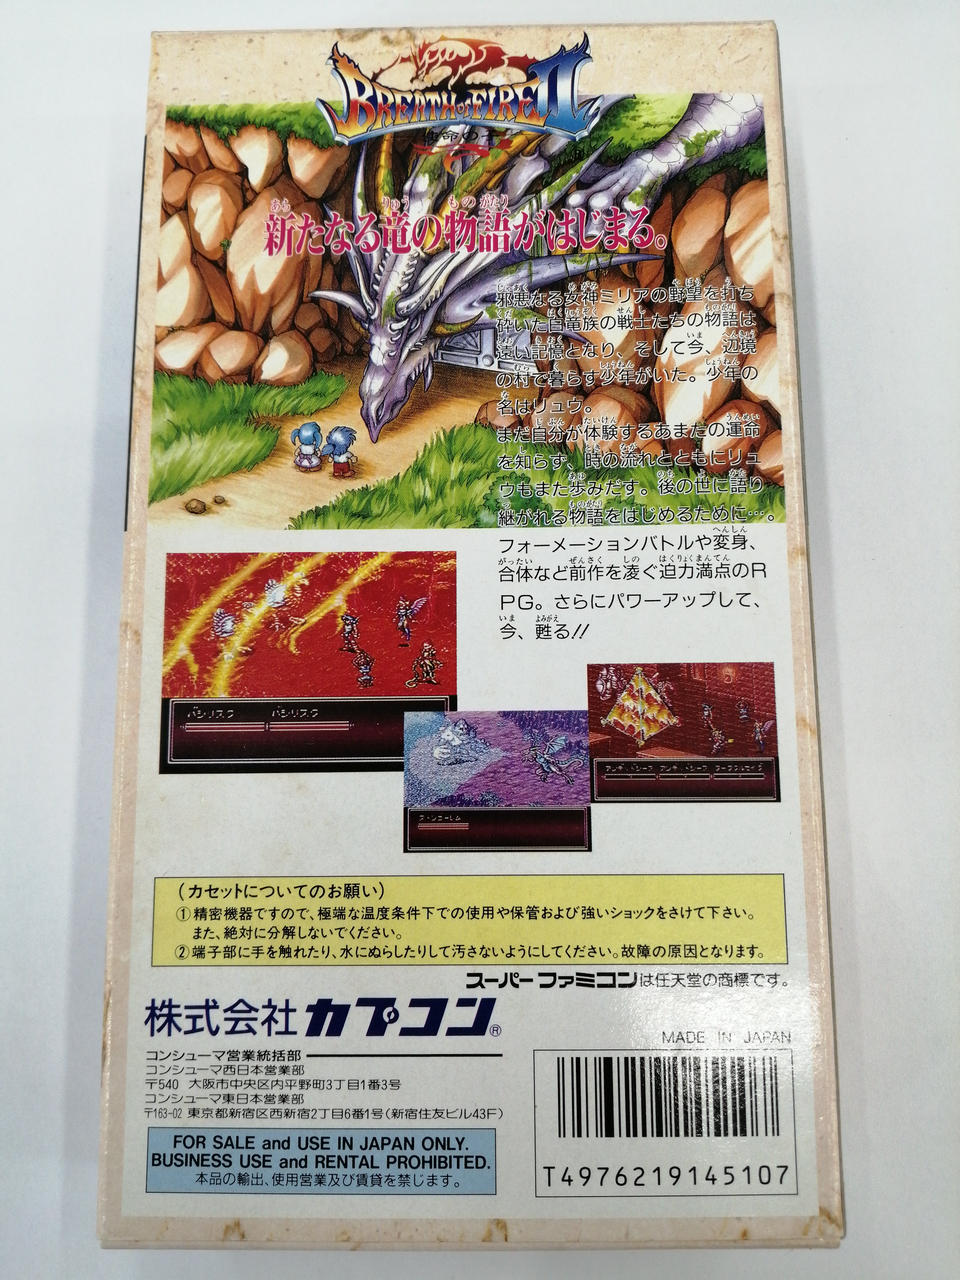 BREATH of FIRE II
使命の子
新たなる竜の物語がはじまる。
邪悪なる女神ミリアの野望を打ち
砕いた白竜族の戦士たちの物語は
遠い記憶となり、そして今、辺境
の村で暮らす少年がいた。少年の
名はリュウ。
まだ自分が体験するあまたの運命
を知らず、時の流れとともにリュ
ウもまた歩みだす。後の世に語り
継がれる物語をはじめるために…。
フォーメーションバトルや変身、
合体など前作を凌ぐ迫力満点のR
PG。さらにパワーアップして、
今、甦る!!
バシリスク バシリスク
(カセットについてのお願い)
①精密機器ですので、極端な温度条件下での使用や保管および強いショックをさけて下さい。
また、絶対に分解しないでください。
②端子部に手を触れたり、水にぬらしたりして汚さないようにしてください。故障の原因となります。
スーパーファミコンは任天堂の商標です。
株式会社カプコン®
MADE IN JAPAN
コンシューマ営業統括部
コンシューマ西日本営業部
〒540 大阪市中央区内平野町3丁目1番3号
コンシューマ東日本営業部
〒163-02 東京都新宿区西新宿2丁目6番1号(新宿住友ビル43F)
FOR SALE and USE IN JAPAN ONLY.
BUSINESS USE and RENTAL PROHIBITED.
本品の輸出、使用営業及び賃貸を禁じます。
T4976219145107